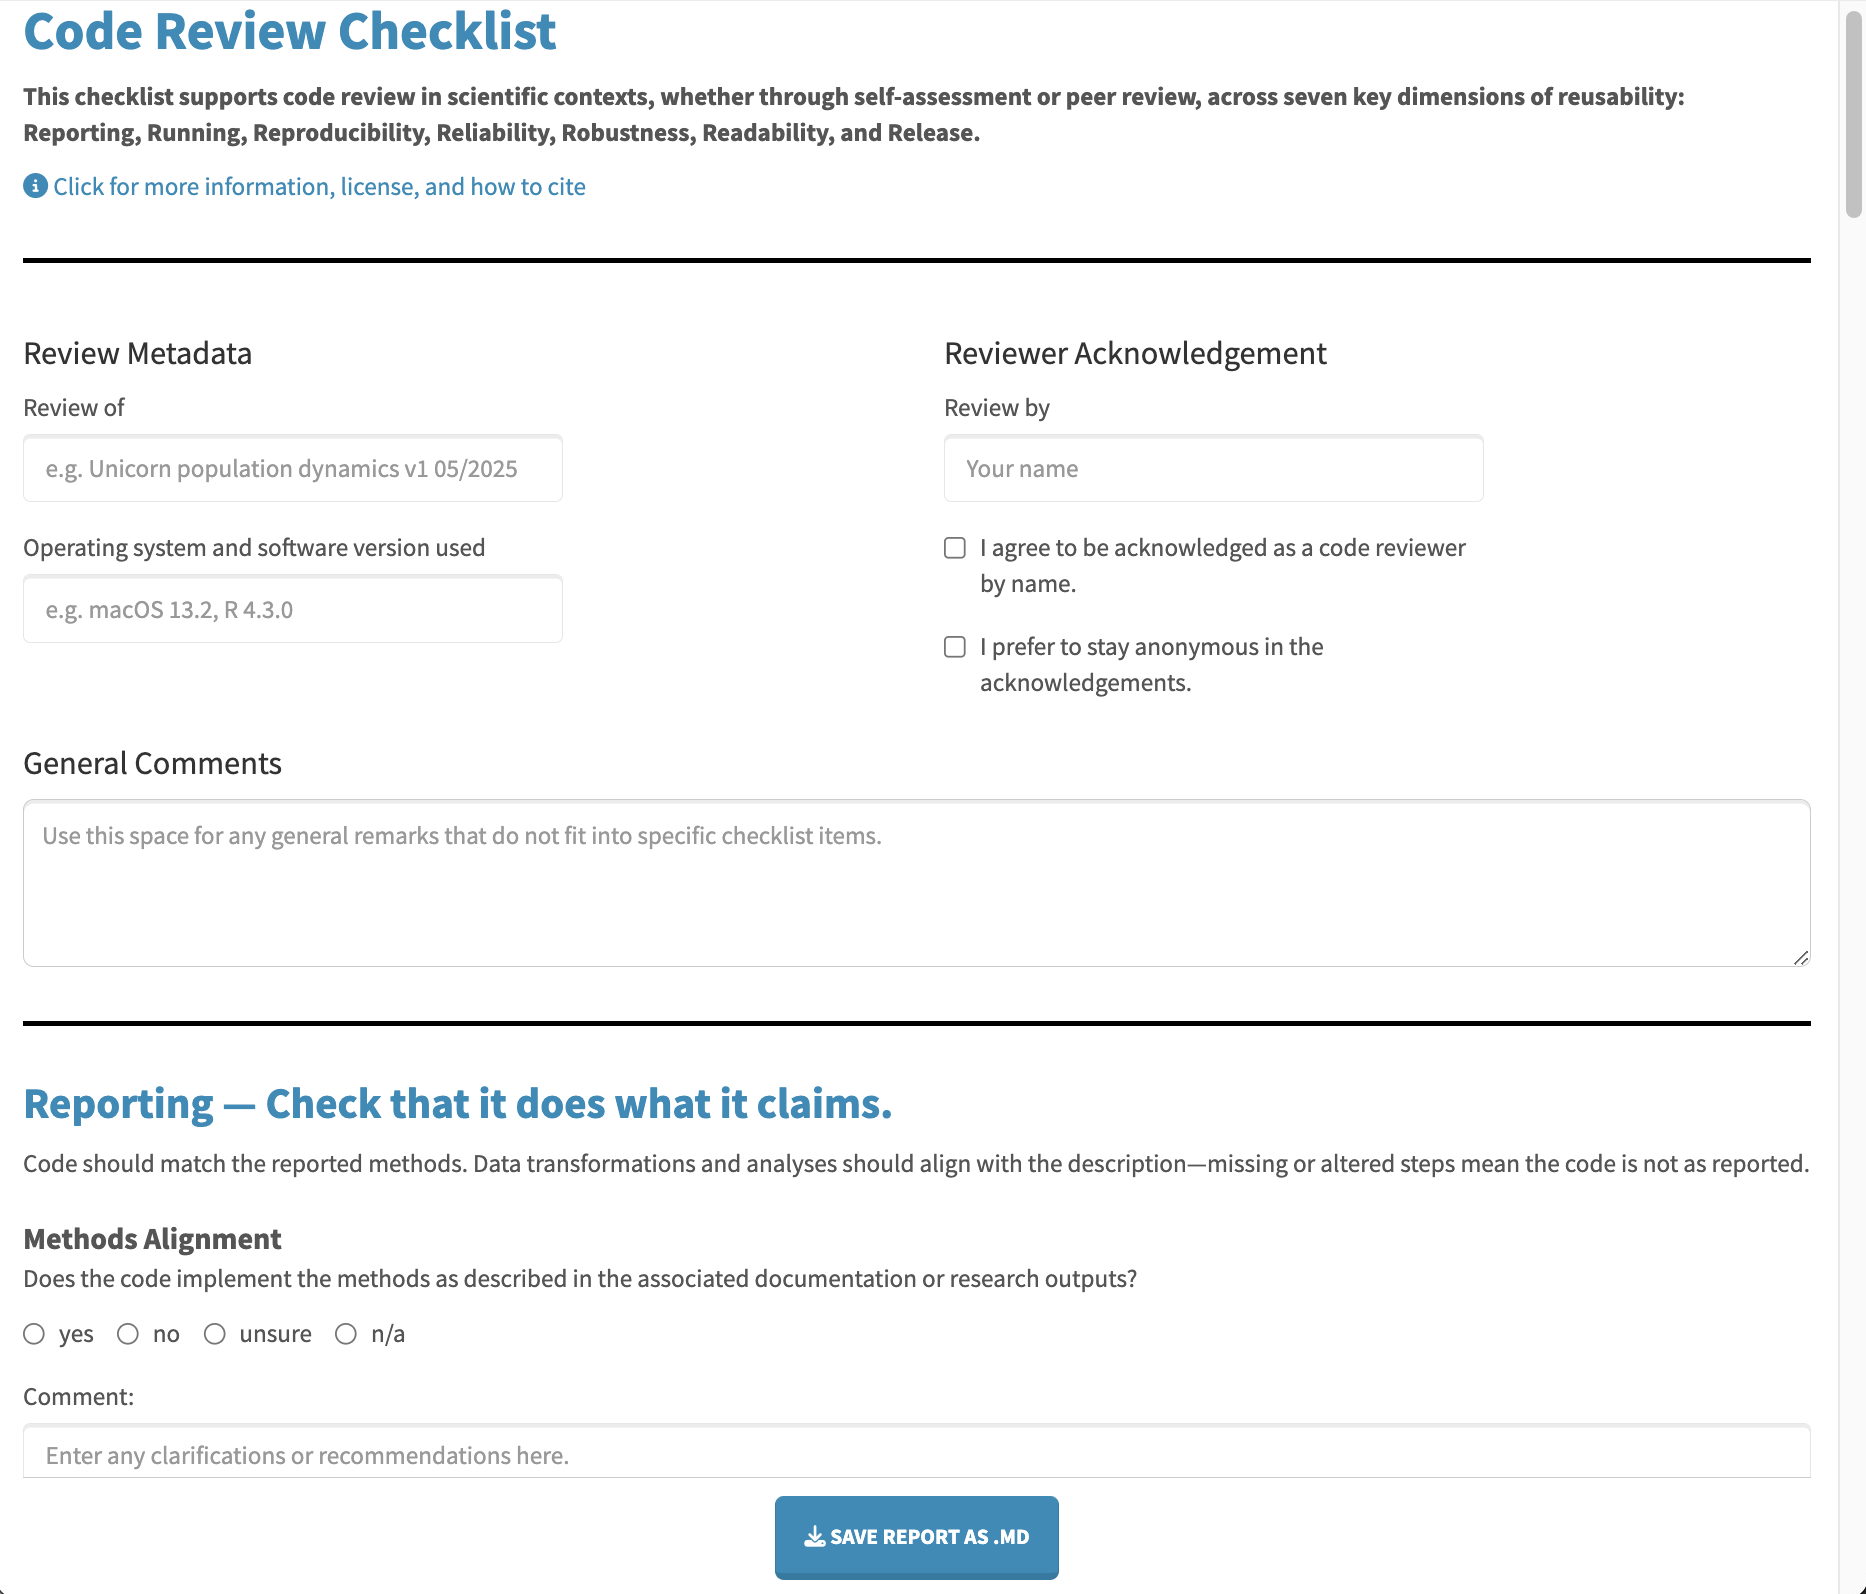 Code Review Checklist
This checklist supports code review in scientific contexts, whether through self-assessment or peer review, across seven key dimensions of reusability:
Reporting, Running, Reproducibility, Reliability, Robustness, Readability, and Release.
Click for more information, license, and how to cite
Review Metadata
Review of
e.g. Unicorn population dynamics v1 05/2025
Operating system and software version used
e.g. macOS 13.2, R 4.3.0
Reviewer Acknowledgement
Review by
Your name
I agree to be acknowledged as a code reviewer
by name.
I prefer to stay anonymous in the
acknowledgements.
General Comments
Use this space for any general remarks that do not fit into specific checklist items.
Reporting — Check that it does what it claims.
Code should match the reported methods. Data transformations and analyses should align with the description—missing or altered steps mean the code is not as reported.
Methods Alignment
Does the code implement the methods as described in the associated documentation or research outputs?
yes no unsure n/a
Comment:
Enter any clarifications or recommendations here.
SAVE REPORT AS .MD